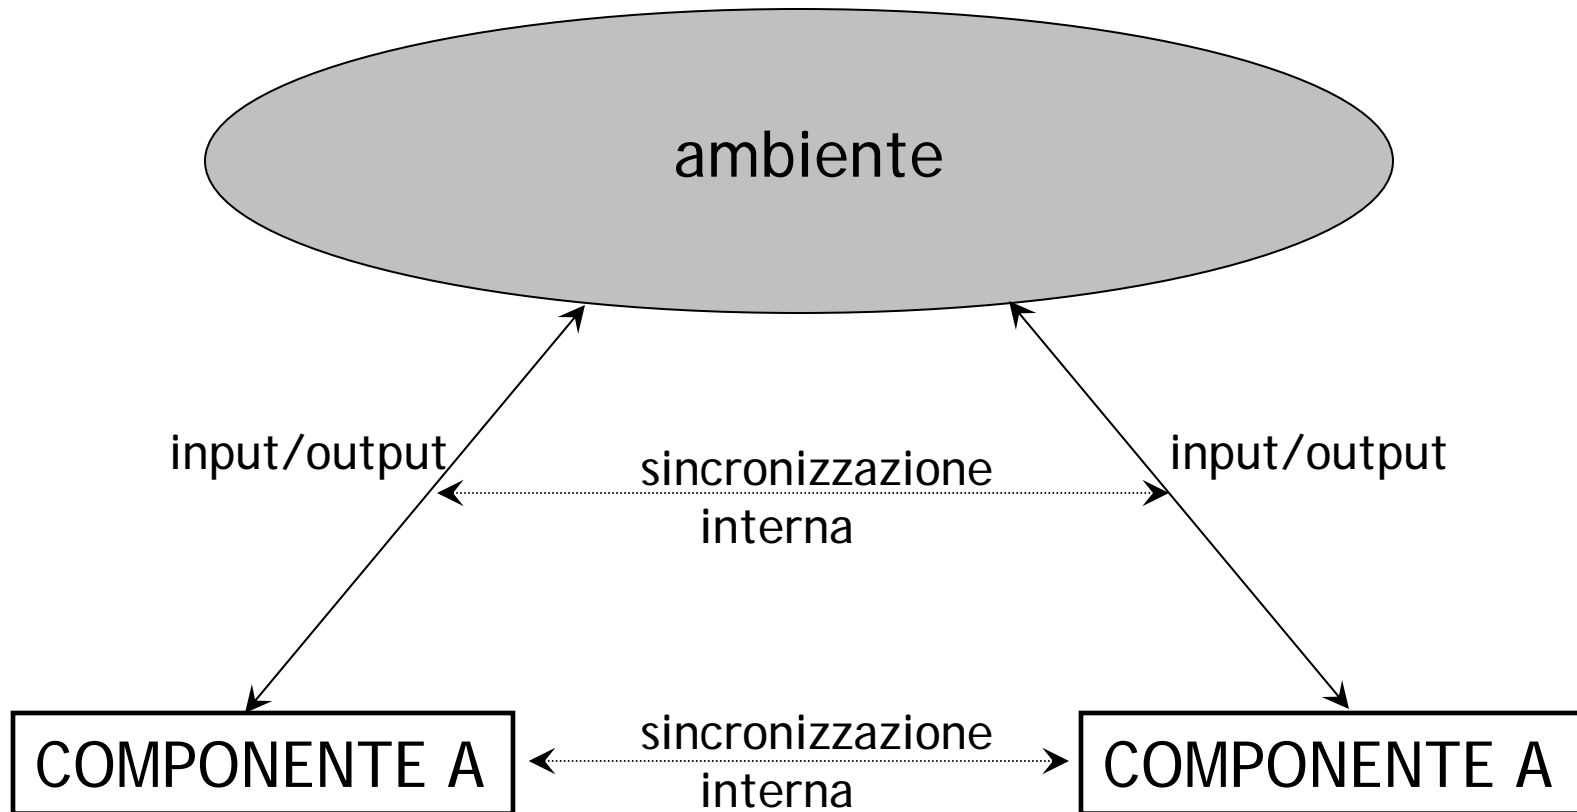 ambiente
input/output
sincronizzazione
interna
input/output
COMPONENTE A
sincronizzazione
interna
COMPONENTE A